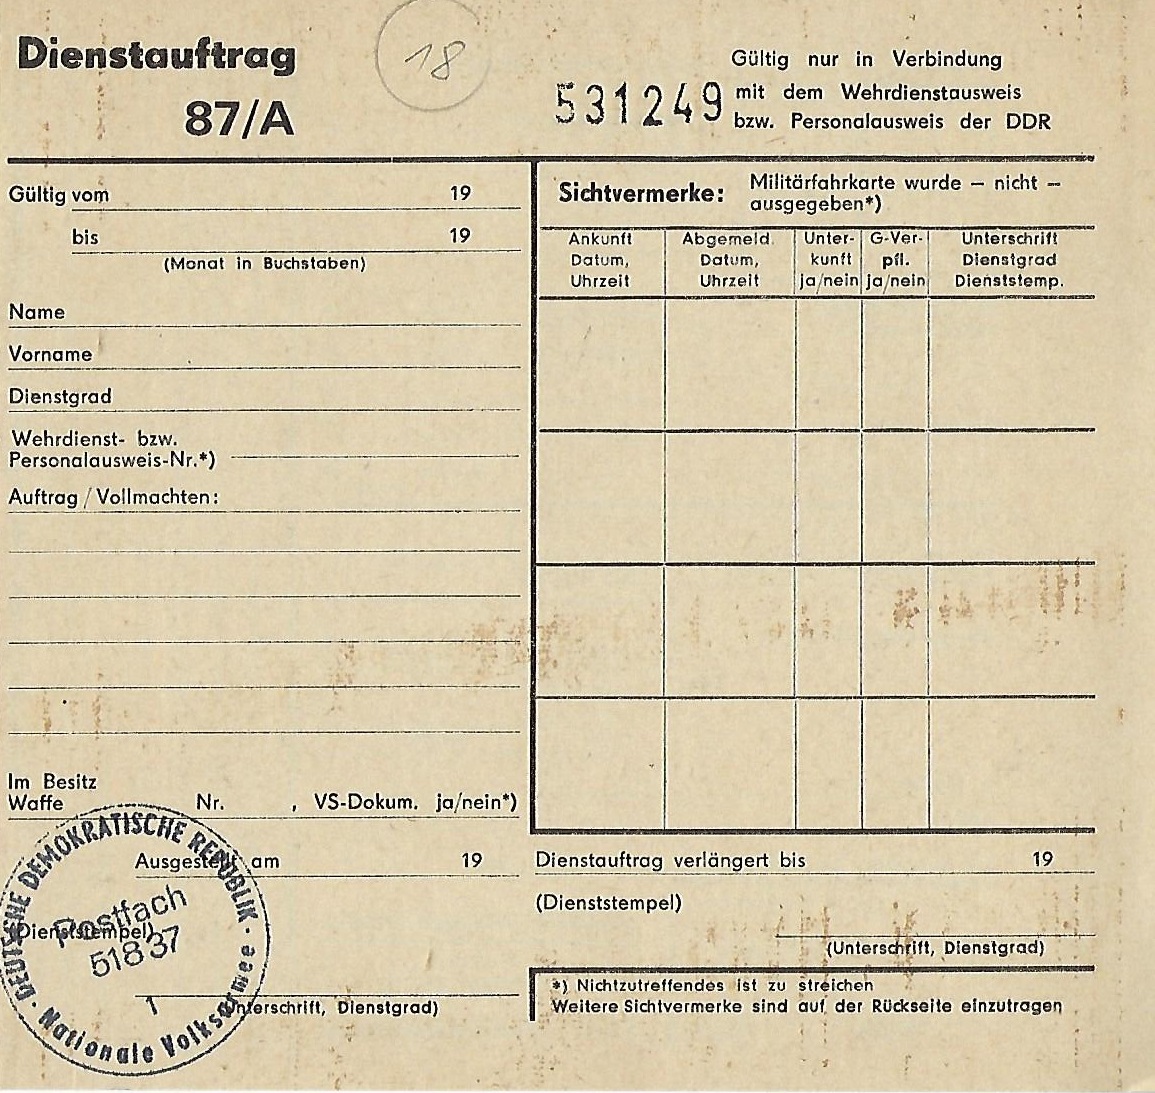 Dienstauftrag
87/A
18
531249
Gültig nur in Verbindung
mit dem Wehrdienstausweis
bzw. Personalausweis der DDR
Gültig vom 19
bis 19
(Monat in Buchstaben)
Name
Vorname
Dienstgrad
Wehrdienst- bzw.
Personalausweis-Nr.*)
Auftrag/Vollmachten:
Im Besitz
Waffe Nr. , VS-Dokum. ja/nein*)
Ausgestellt am 19
(Dienststempel)
(Unterschrift, Dienstgrad)
DEUTSCHE DEMOKRATISCHE REPUBLIK
Postfach
51837
1
Nationale Volksarmee
Sichtvermerke:
Militärfahrkarte wurde – nicht –
ausgegeben*)
Ankunft Abgemeld. Unter- G-Ver- Unterschrift
Datum, Datum, kunft pfl. Dienstgrad
Uhrzeit Uhrzeit ja/nein ja/nein Dienststemp.
Dienstauftrag verlängert bis 19
(Dienststempel)
(Unterschrift, Dienstgrad)
*) Nichtzutreffendes ist zu streichen
Weitere Sichtvermerke sind auf der Rückseite einzutragen